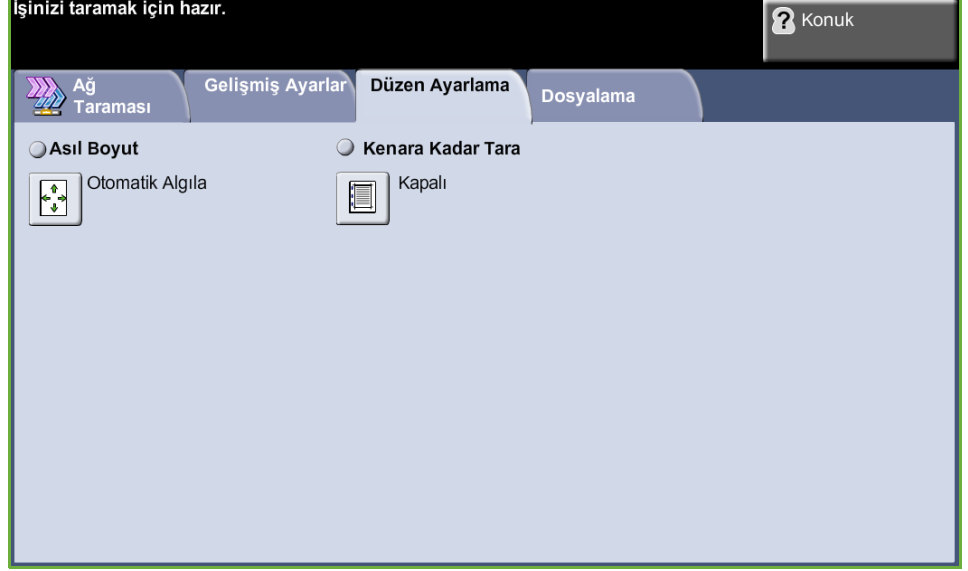 İşinizi taramak için hazır.
? Konuk
Ağ
Taraması
Gelişmiş Ayarlar
Düzen Ayarlama
Dosyalama
Asıl Boyut
Kenara Kadar Tara
Otomatik Algıla
Kapalı